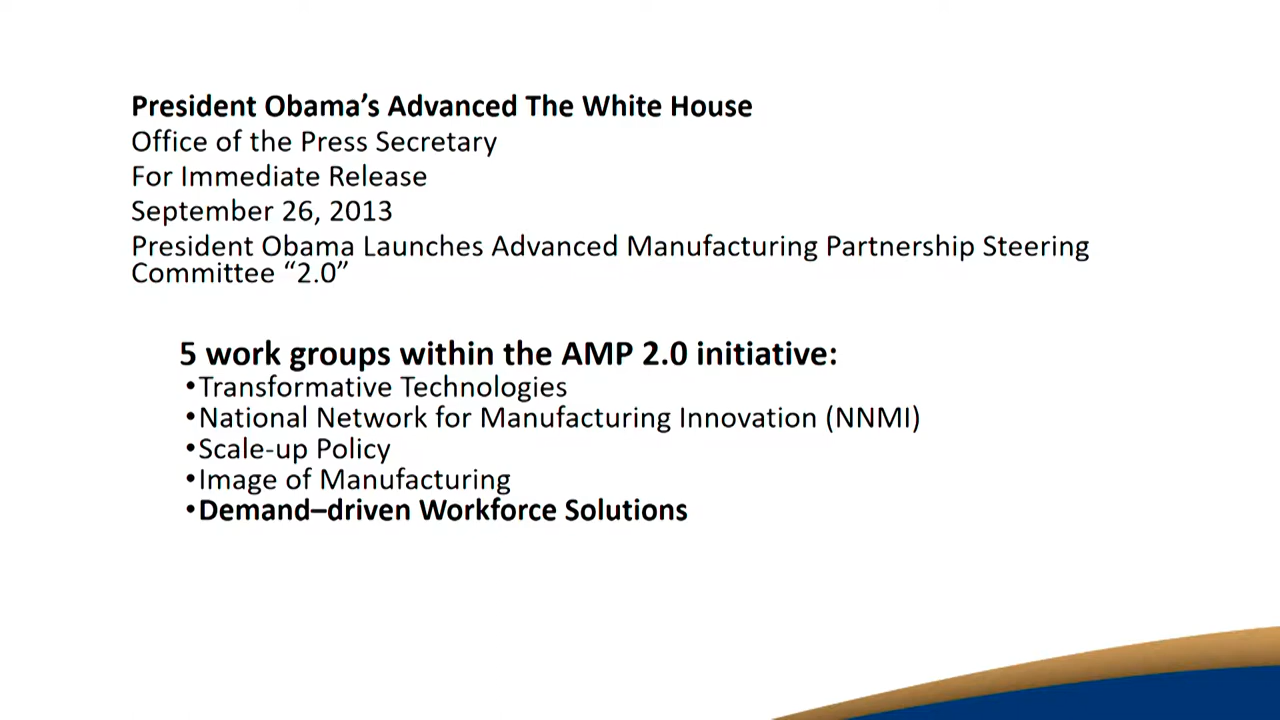 President Obama’s Advanced The White House
Office of the Press Secretary
For Immediate Release
September 26, 2013
President Obama Launches Advanced Manufacturing Partnership Steering
Committee “2.0”
5 work groups within the AMP 2.0 initiative:
•Transformative Technologies
•National Network for Manufacturing Innovation (NNMI)
•Scale-up Policy
•Image of Manufacturing
•Demand–driven Workforce Solutions